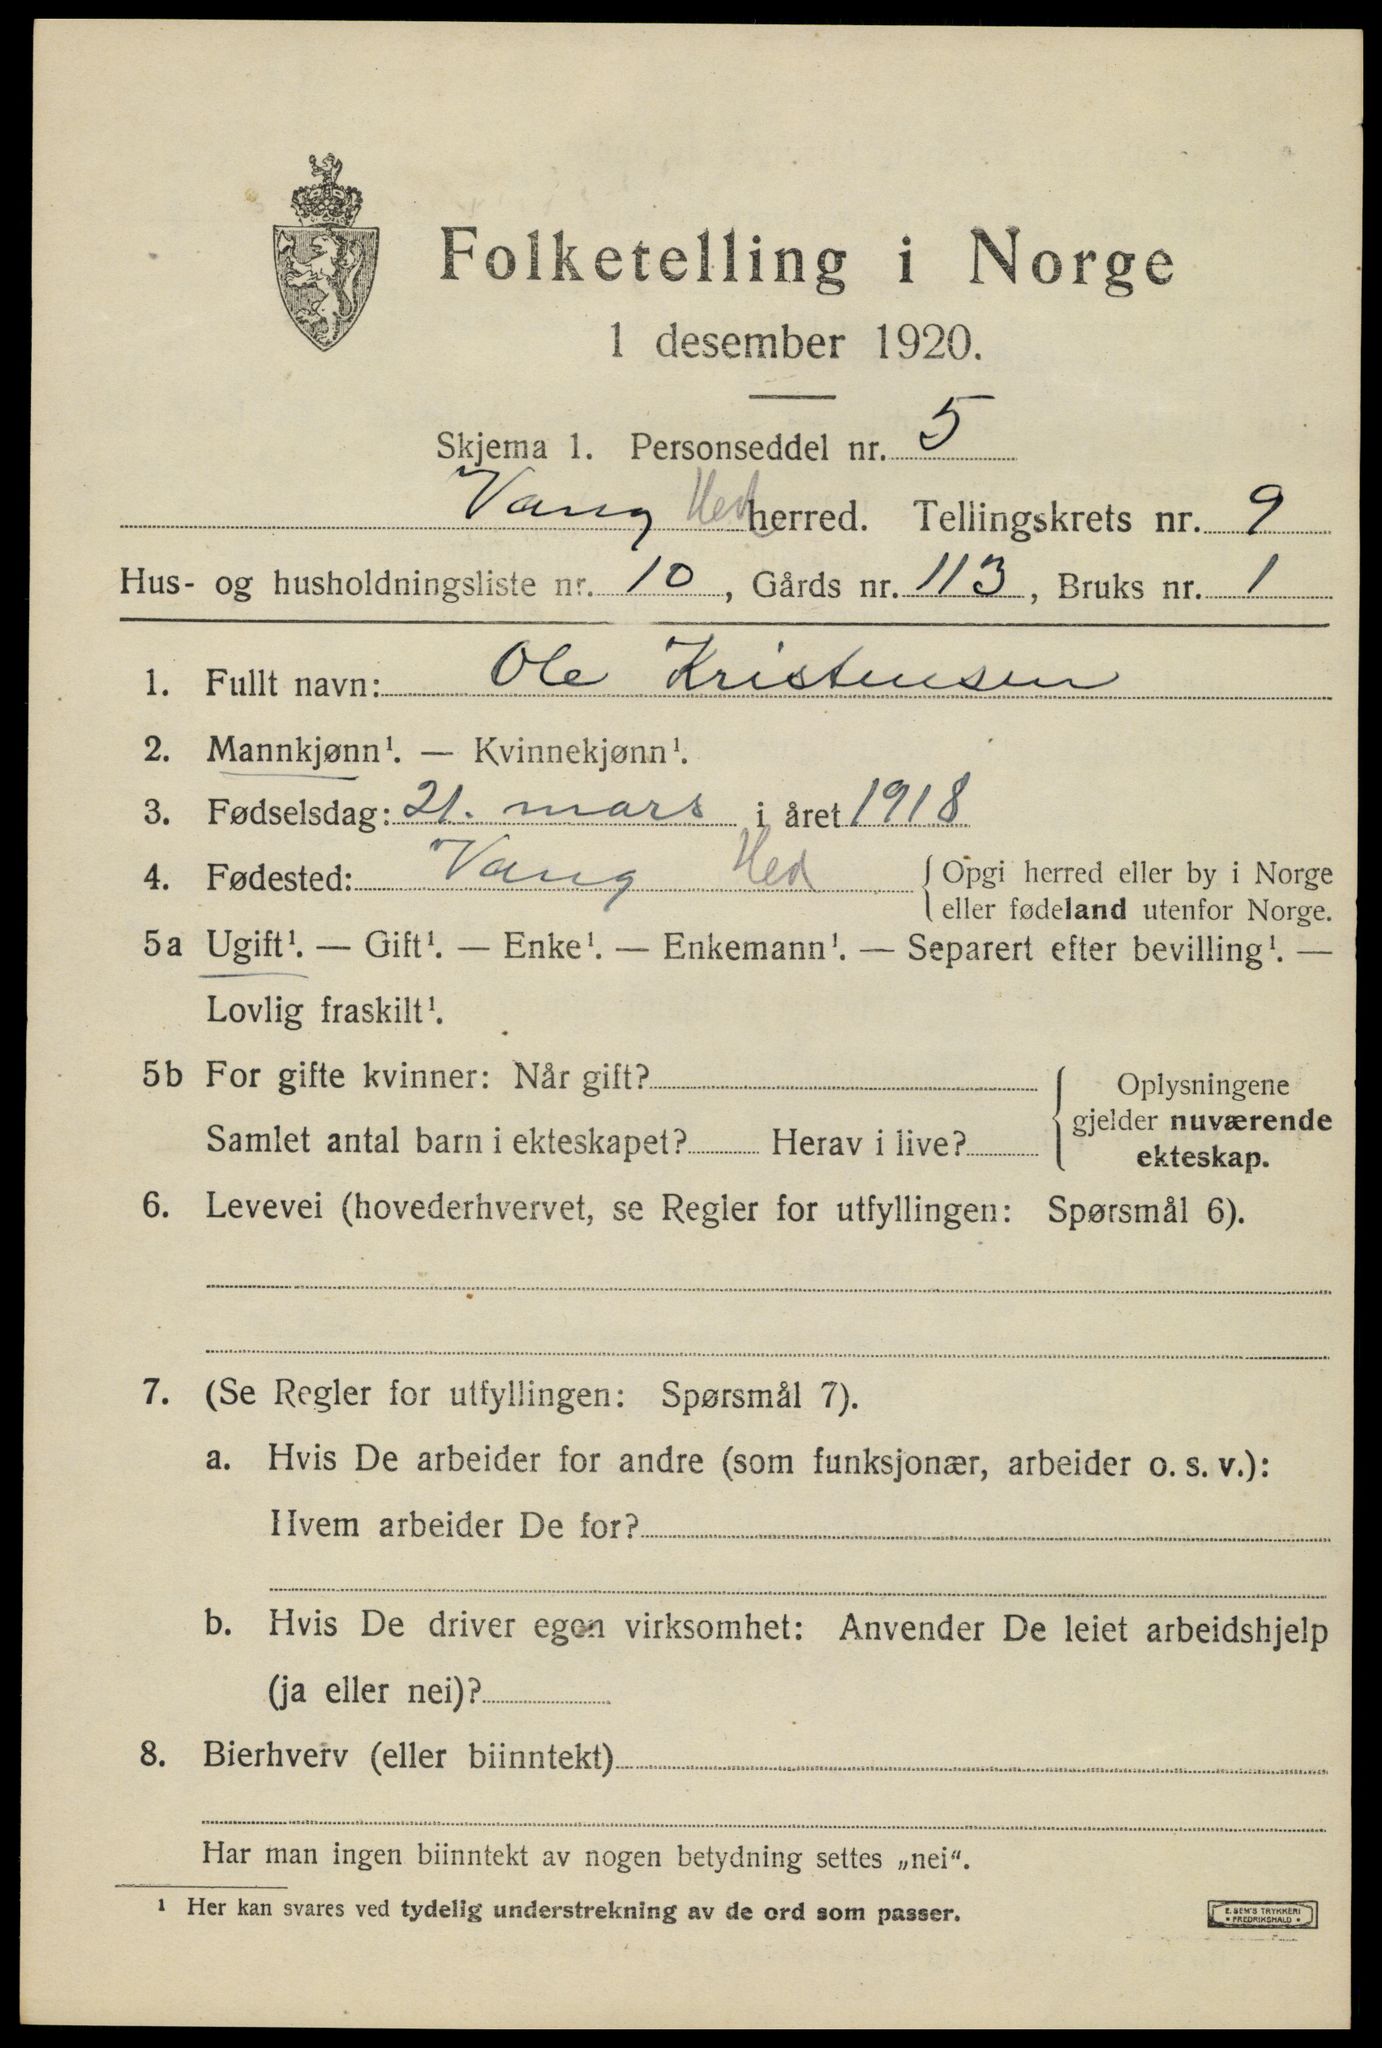 Folketelling i Norge
1 desember 1920.
Skjema 1. Personseddel nr. 5
Vang Hed herred. Tellingskrets nr. 9
Hus- og husholdningsliste nr. 10, Gårds nr. 113, Bruks nr. 1
1. Fullt navn: Ole Kristensen
2. Mannkjønn¹. — Kvinnekjønn¹.
3. Fødselsdag: 21. mars i året 1918
4. Fødested: Vang Hed { Opgi herred eller by i Norge
eller fødeland utenfor Norge.
5a Ugift¹. — Gift¹. — Enke¹. — Enkemann¹. — Separert efter bevilling¹. —
Lovlig fraskilt¹.
5b For gifte kvinner: Når gift?
Samlet antal barn i ekteskapet? Herav i live?
{ Oplysningene
gjelder nuværende
ekteskap.
6. Levevei (hovederhvervet, se Regler for utfyllingen: Spørsmål 6).
7. (Se Regler for utfyllingen: Spørsmål 7).
a. Hvis De arbeider for andre (som funksjonær, arbeider o. s. v.):
Hvem arbeider De for?
b. Hvis De driver egen virksomhet: Anvender De leiet arbeidshjelp
(ja eller nei)?
8. Bierhverv (eller biinntekt)
Har man ingen biinntekt av nogen betydning settes „nei“.
¹ Her kan svares ved tydelig understrekning av de ord som passer.
E. SEM'S TRYKKERI
• FREDRIKSHALD •